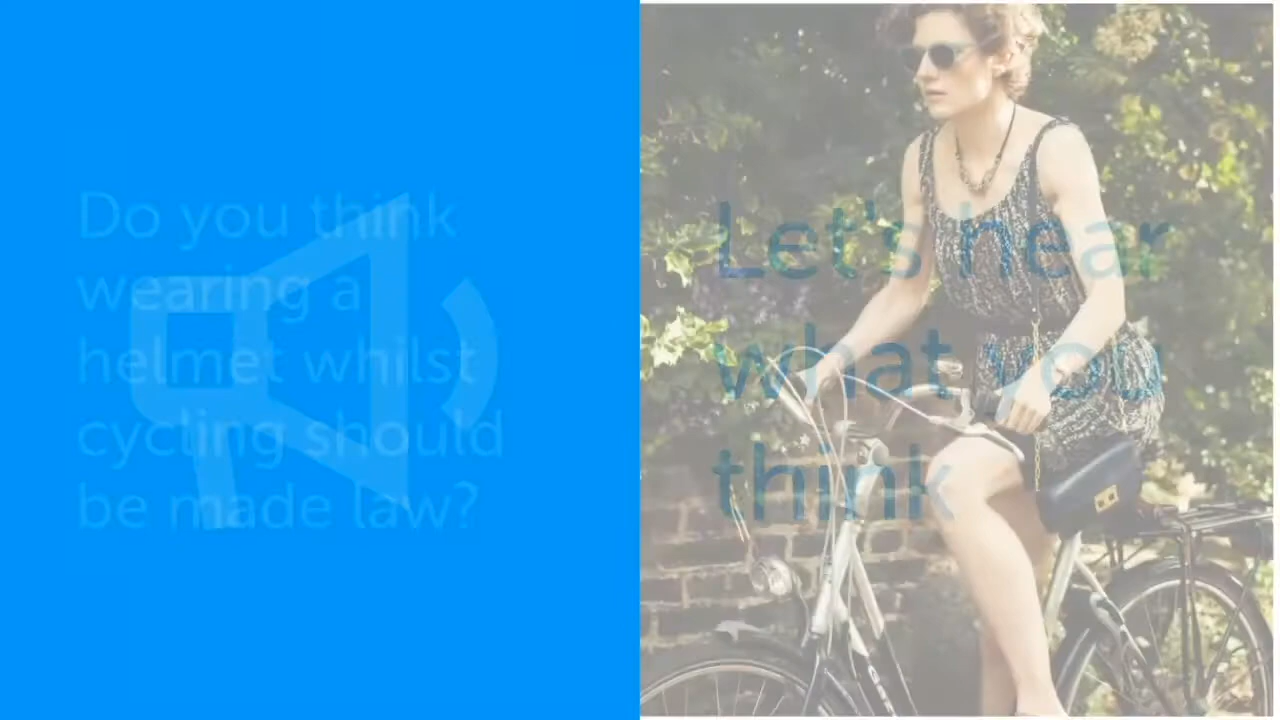 Do you think
wearing a
helmet whilst
cycling should
be made law?
Let's hear
what you
think